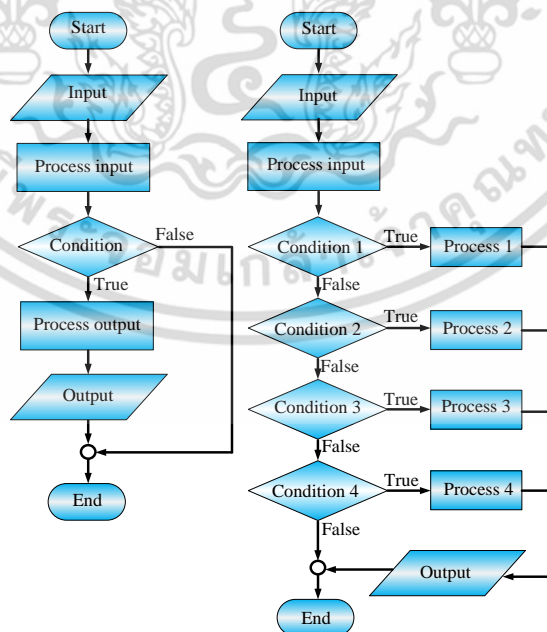 Start
Input
Process input
Condition
False
True
Process output
Output
End
Start
Input
Process input
Condition 1
True
Process 1
False
Condition 2
True
Process 2
False
Condition 3
True
Process 3
False
Condition 4
True
Process 4
False
Output
End